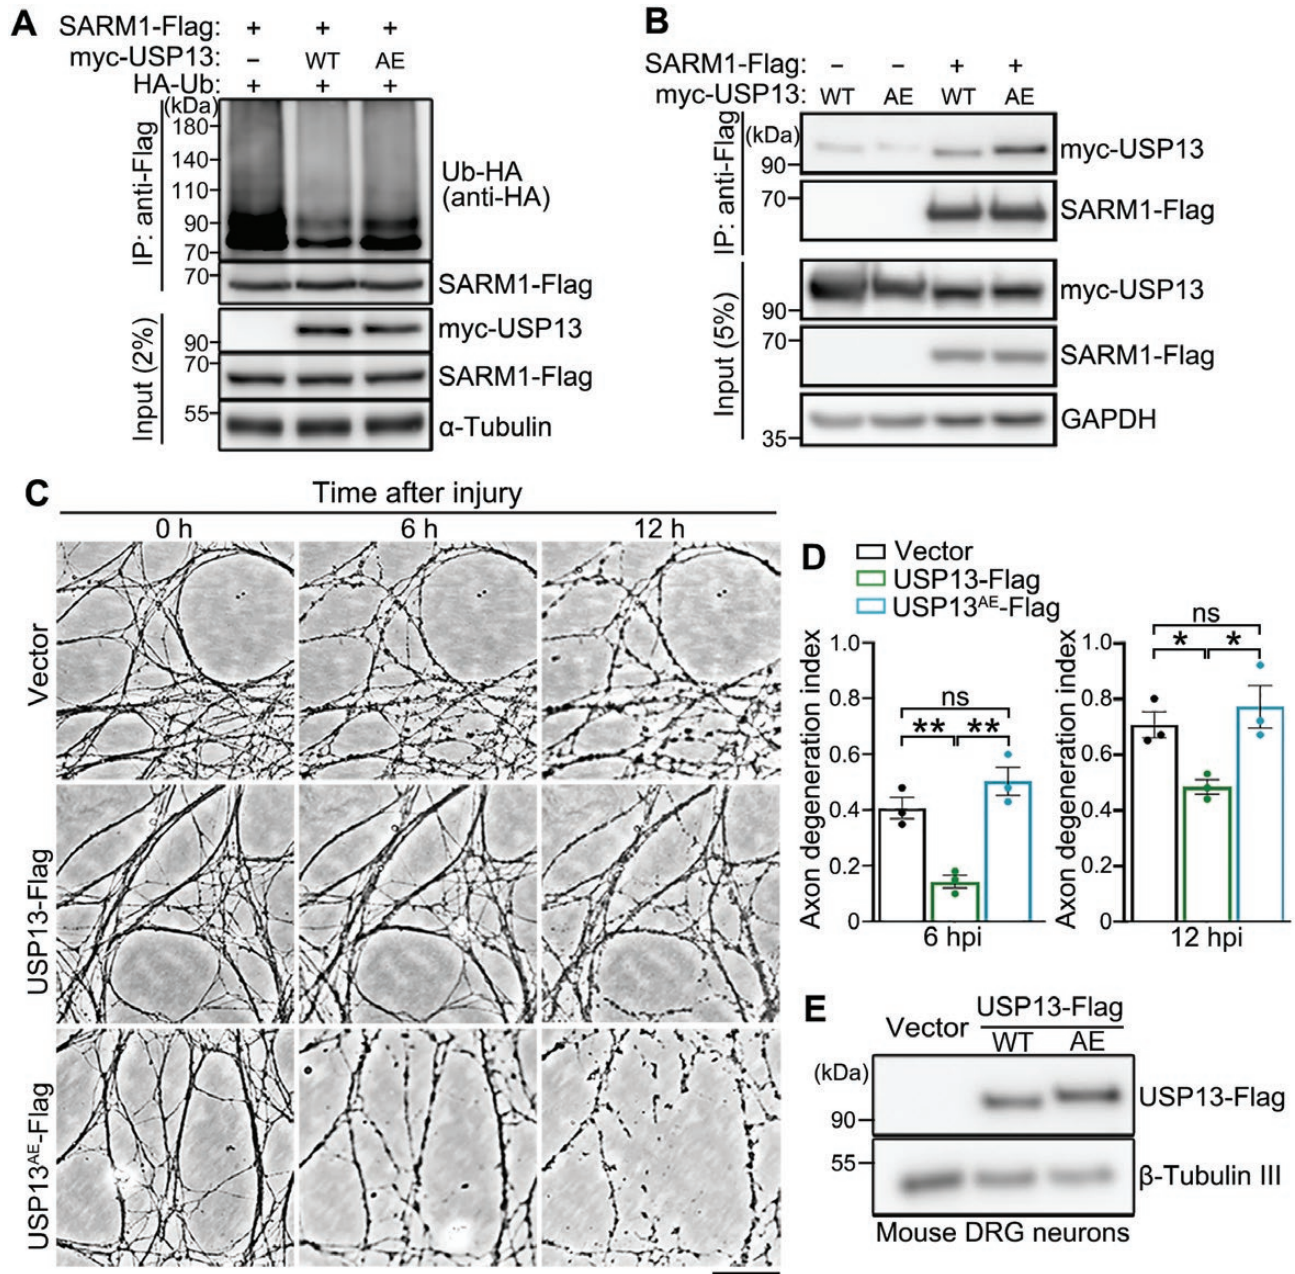 A
SARM1-Flag: + + +
myc-USP13: – WT AE
HA-Ub: + + +
(kDa)
180
140
110
90
70
Ub-HA
(anti-HA)
IP: anti-Flag
70
SARM1-Flag
myc-USP13
90
70
SARM1-Flag
Input (2%)
55
α-Tubulin
B
SARM1-Flag: – – + +
myc-USP13: WT AE WT AE
(kDa)
IP: anti-Flag
90
myc-USP13
70
SARM1-Flag
myc-USP13
90
Input (5%)
70
SARM1-Flag
GAPDH
35
C
Time after injury
0 h 6 h 12 h
Vector
USP13-Flag
USP13ᴬᴱ-Flag
D
Vector
USP13-Flag
USP13ᴬᴱ-Flag
Axon degeneration index
1.0
0.8
0.6
0.4
0.2
0
ns
** **
6 hpi
Axon degeneration index
1.0
0.8
0.6
0.4
0.2
0
ns
* *
12 hpi
E
USP13-Flag
Vector WT AE
(kDa)
90
USP13-Flag
55
β-Tubulin III
Mouse DRG neurons